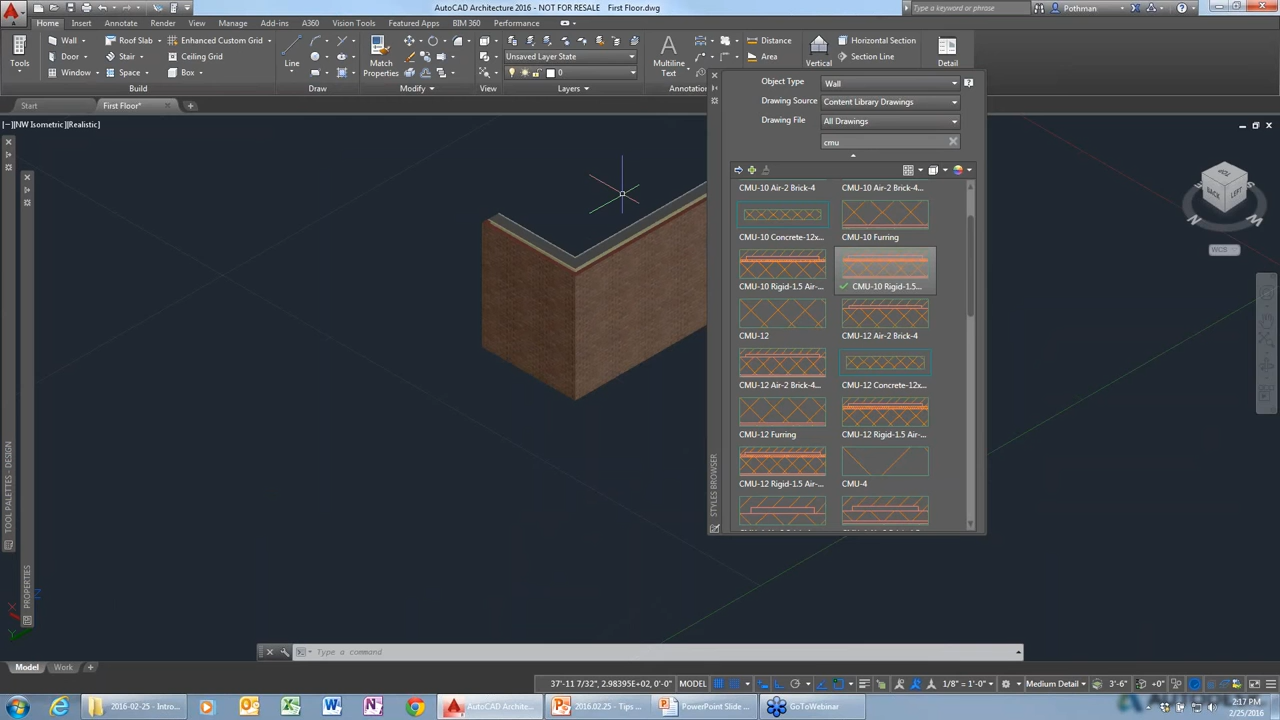 AutoCAD Architecture 2016 - NOT FOR RESALE First Floor.dwg
Type a keyword or phrase
Pothman
Home Insert Annotate Render View Manage Add-ins A360 Vision Tools Featured Apps BIM 360 Performance
Wall Roof Slab Enhanced Custom Grid
Door Stair Ceiling Grid
Window Space Box
Tools
Build
Line
Draw
Match
Properties
Modify
View
Unsaved Layer State
0
Layers
Multiline
Text
Distance
Area
Vertical
Horizontal Section
Section Line
Detail
Start First Floor*
[−]NW Isometric][Realistic]
Object Type Wall
Drawing Source Content Library Drawings
Drawing File All Drawings
cmu
CMU-10 Air-2 Brick-4 CMU-10 Air-2 Brick-4...
CMU-10 Concrete-12x... CMU-10 Furring
CMU-10 Rigid-1.5 Air-... CMU-10 Rigid-1.5...
CMU-12 CMU-12 Air-2 Brick-4
CMU-12 Air-2 Brick-4... CMU-12 Concrete-12x...
CMU-12 Furring CMU-12 Rigid-1.5 Air-...
CMU-12 Rigid-1.5 Air-... CMU-4
STYLES BROWSER
TOP
BACK LEFT
N W
WCS
TOOL PALETTES - DESIGN
PROPERTIES
Z
X
Y
Type a command
Model Work
37'-11 7/32", 2.98395E+02, 0'-0" MODEL 1/8" = 1'-0" Medium Detail 3'-6" +0"
2016-02-25 - Intro... AutoCAD Archite... 2016.02.25 - Tips ... PowerPoint Slide ... GoToWebinar
2:17 PM
2/25/2016